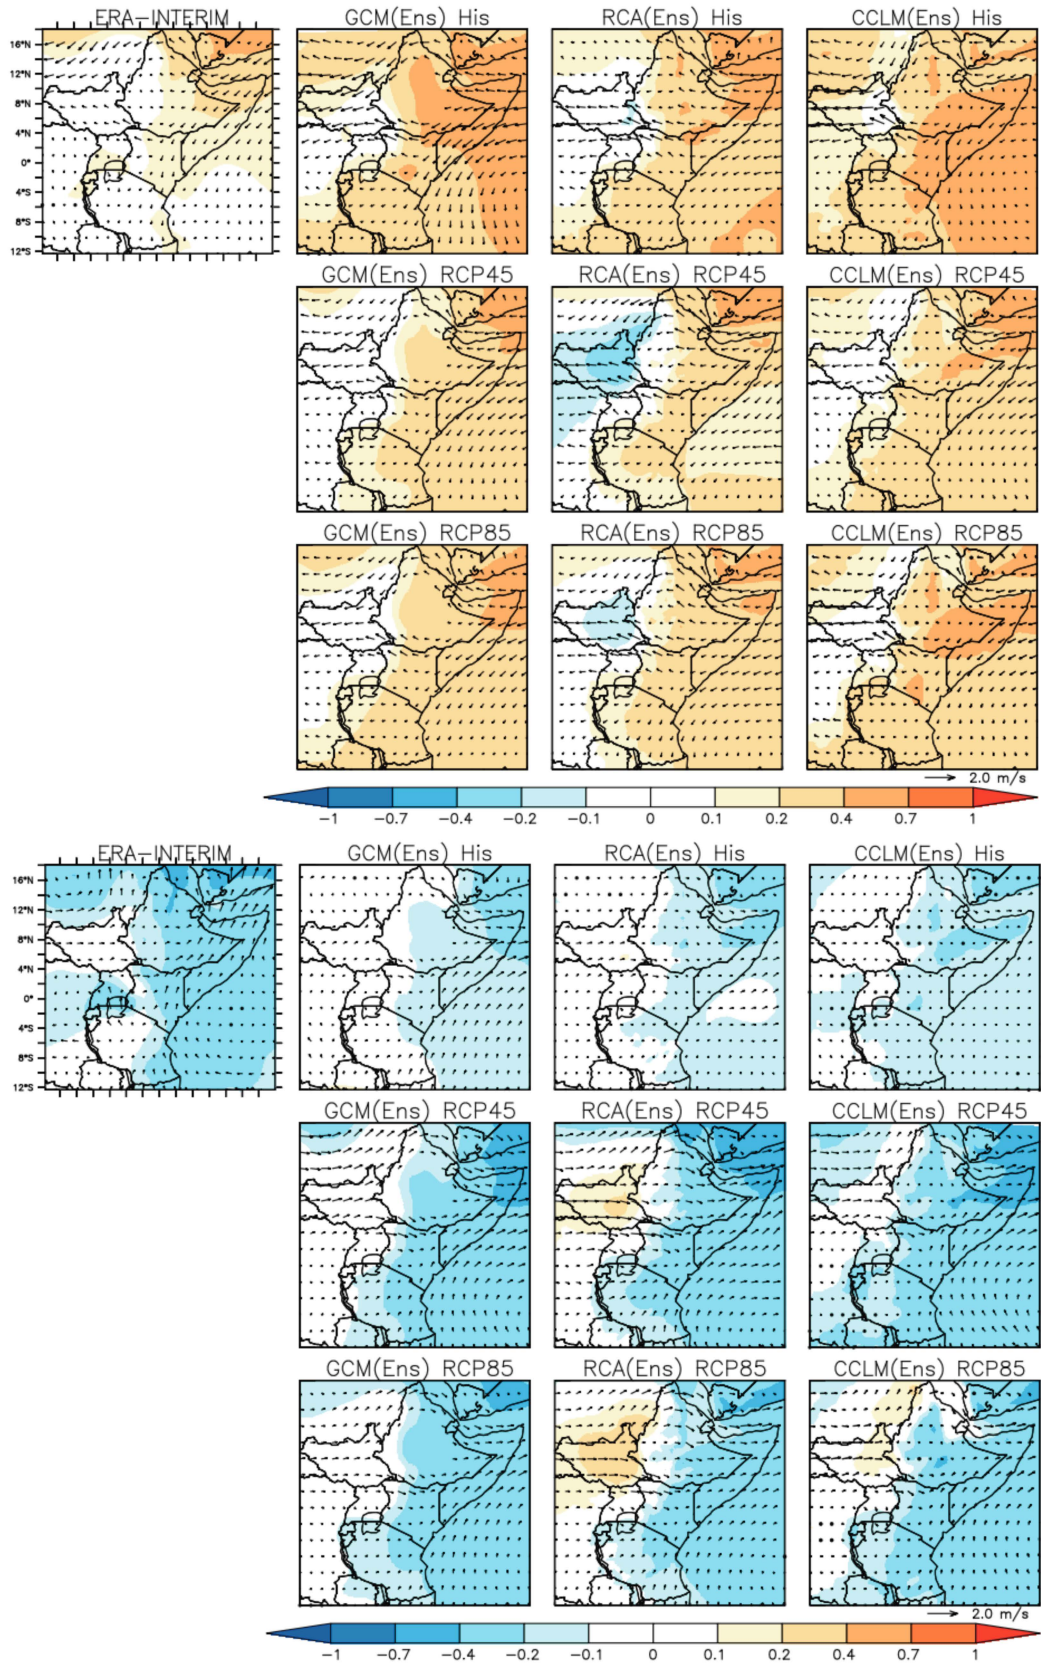 ERA−INTERIM GCM(Ens) His RCA(Ens) His CCLM(Ens) His
16°N
12°N
8°N
4°N
0°
4°S
8°S
12°S
GCM(Ens) RCP45 RCA(Ens) RCP45 CCLM(Ens) RCP45
GCM(Ens) RCP85 RCA(Ens) RCP85 CCLM(Ens) RCP85
2.0 m/s
−1 −0.7 −0.4 −0.2 −0.1 0 0.1 0.2 0.4 0.7 1
ERA−INTERIM GCM(Ens) His RCA(Ens) His CCLM(Ens) His
16°N
12°N
8°N
4°N
0°
4°S
8°S
12°S
GCM(Ens) RCP45 RCA(Ens) RCP45 CCLM(Ens) RCP45
GCM(Ens) RCP85 RCA(Ens) RCP85 CCLM(Ens) RCP85
2.0 m/s
−1 −0.7 −0.4 −0.2 −0.1 0 0.1 0.2 0.4 0.7 1